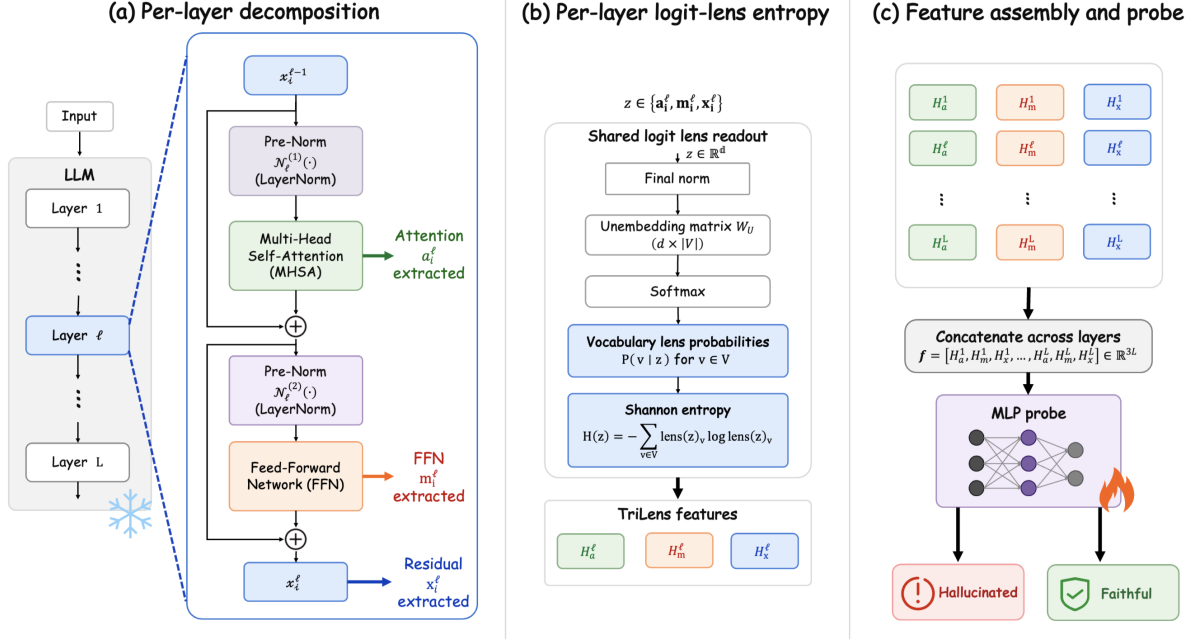 (a) Per-layer decomposition
Input
LLM
Layer 1
Layer ℓ
Layer L
x_i^{ℓ-1}
Pre-Norm
𝒩_ℓ^{(1)}(·)
(LayerNorm)
Multi-Head
Self-Attention
(MHSA)
Attention
a_i^ℓ
extracted
Pre-Norm
𝒩_ℓ^{(2)}(·)
(LayerNorm)
Feed-Forward
Network (FFN)
FFN
m_i^ℓ
extracted
x_i^ℓ
Residual
x_i^ℓ
extracted
(b) Per-layer logit-lens entropy
z ∈ {a_i^ℓ, m_i^ℓ, x_i^ℓ}
Shared logit lens readout
z ∈ ℝ^d
Final norm
Unembedding matrix W_U
(d × |V|)
Softmax
Vocabulary lens probabilities
P(v | z) for v ∈ V
Shannon entropy
H(z) = − ∑_{v∈V} lens(z)_v log lens(z)_v
TriLens features
H_a^ℓ H_m^ℓ H_x^ℓ
(c) Feature assembly and probe
H_a^1 H_m^1 H_x^1
H_a^ℓ H_m^ℓ H_x^ℓ
H_a^L H_m^L H_x^L
Concatenate across layers
f = [H_a^1, H_m^1, H_x^1, ..., H_a^L, H_m^L, H_x^L] ∈ ℝ^{3L}
MLP probe
Hallucinated
Faithful